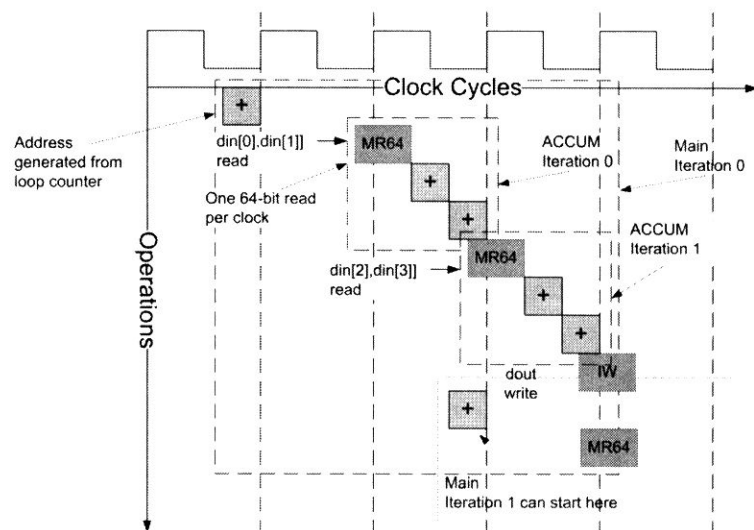 Clock Cycles
+
Address
generated from
loop counter
din[0].din[1]]
read
MR64
ACCUM
Iteration 0
Main
Iteration 0
One 64-bit read
per clock
+
+
ACCUM
Iteration 1
Operations
din[2],din[3]]
read
MR64
+
+
IW
dout
write
+
MR64
Main
Iteration 1 can start here